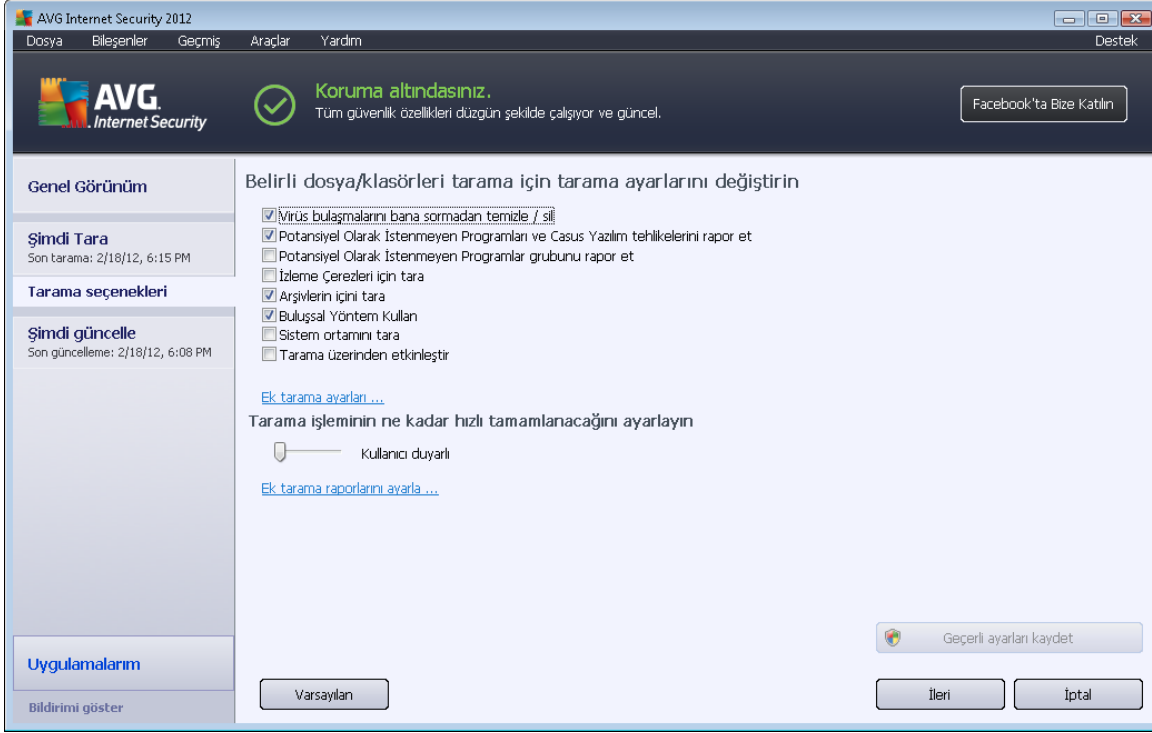 AVG Internet Security 2012
Dosya Bileşenler Geçmiş Araçlar Yardım Destek
AVG.
Internet Security
Koruma altındasınız.
Tüm güvenlik özellikleri düzgün şekilde çalışıyor ve güncel.
Facebook'ta Bize Katılın
Genel Görünüm
Şimdi Tara
Son tarama: 2/18/12, 6:15 PM
Tarama seçenekleri
Şimdi güncelle
Son güncelleme: 2/18/12, 6:08 PM
Uygulamalarım
Bildirimi göster
Belirli dosya/klasörleri tarama için tarama ayarlarını değiştirin
Virüs bulaşmalarını bana sormadan temizle / sil
Potansiyel Olarak İstenmeyen Programları ve Casus Yazılım tehlikelerini rapor et
Potansiyel Olarak İstenmeyen Programlar grubunu rapor et
İzleme Çerezleri için tara
Arşivlerin içini tara
Buluşsal Yöntem Kullan
Sistem ortamını tara
Tarama üzerinden etkinleştir
Ek tarama ayarları ...
Tarama işleminin ne kadar hızlı tamamlanacağını ayarlayın
Kullanıcı duyarlı
Ek tarama raporlarını ayarla ...
Geçerli ayarları kaydet
Varsayılan İleri İptal